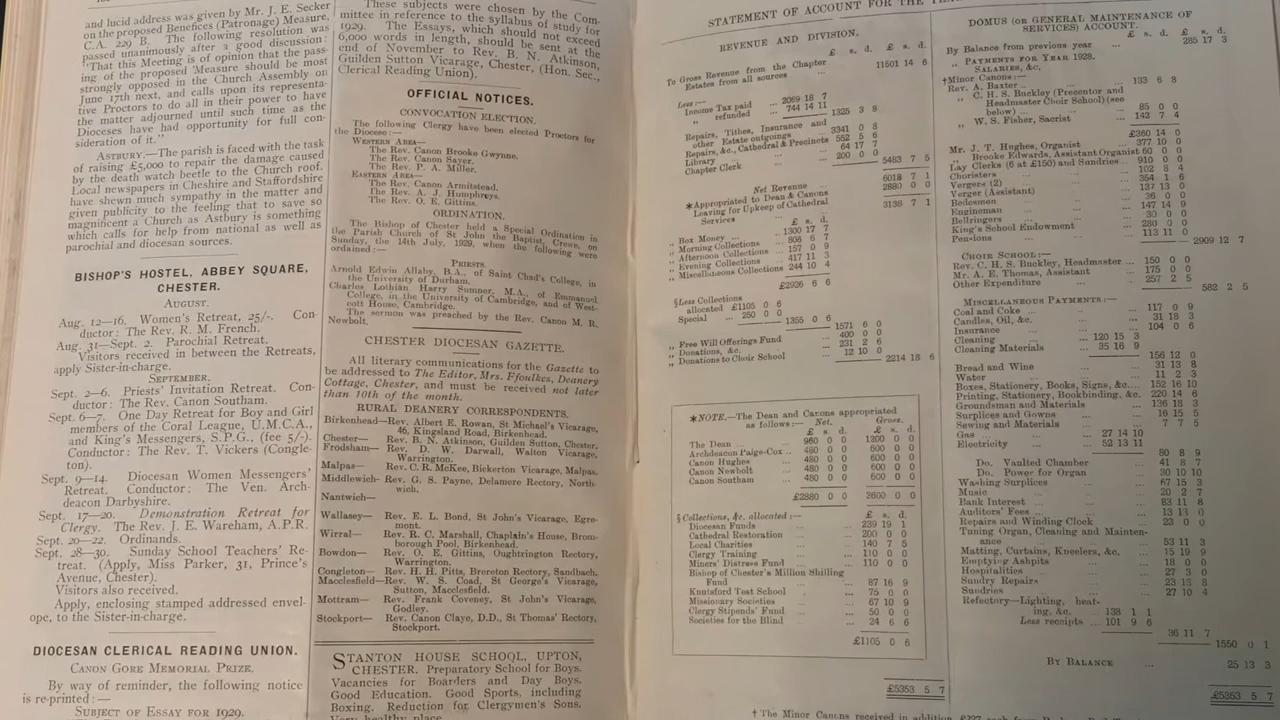 and lucid address was given by Mr. J. E. Secker
on the proposed Benefices (Patronage) Measure,
C.A. 229 B. The following resolution was
passed unanimously after a good discussion:
"That this Meeting is of opinion that the pass-
ing of the proposed Measure should be most
strongly opposed in the Church Assembly on
June 17th next, and calls upon its representa-
tive Proctors to do all in their power to have
the matter adjourned until such time as the
Dioceses have had opportunity for full con-
sideration of it."
ASTBURY.—The parish is faced with the task
of raising £5,000 to repair the damage caused
by the death watch beetle to the Church roof.
Local newspapers in Cheshire and Staffordshire
have shewn much sympathy in the matter and
given publicity to the feeling that to save so
magnificent a Church as Astbury is something
which calls for help from national as well as
parochial and diocesan sources.
BISHOP'S HOSTEL, ABBEY SQUARE,
CHESTER.
AUGUST.
Aug. 12—16. Women's Retreat, 25/-. Con-
ductor: The Rev. R. M. French.
Aug. 31—Sept. 2. Parochial Retreat.
Visitors received in between the Retreats,
apply Sister-in-charge.
SEPTEMBER.
Sept. 2—6. Priests' Invitation Retreat. Con-
ductor: The Rev. Canon Southam.
Sept. 6—7. One Day Retreat for Boy and Girl
members of the Coral League, U.M.C.A.,
and King's Messengers, S.P.G., (fee 5/-).
Conductor: The Rev. T. Vickers (Congle-
ton).
Sept. 9—14. Diocesan Women Messengers'
Retreat. Conductor: The Ven. Arch-
deacon Darbyshire.
Sept. 17—20. Demonstration Retreat for
Clergy. The Rev. J. E. Wareham, A.P.R.
Sept. 20—22. Ordinands.
Sept. 28—30. Sunday School Teachers' Re-
treat. (Apply, Miss Parker, 31, Prince's
Avenue, Chester).
Visitors also received.
Apply, enclosing stamped addressed envel-
ope, to the Sister-in-charge.
DIOCESAN CLERICAL READING UNION.
CANON GORE MEMORIAL PRIZE.
By way of reminder, the following notice
is re-printed:—
SUBJECT OF ESSAY FOR 1929.
These subjects were chosen by the Com-
mittee in reference to the syllabus of study for
1929. The Essays, which should not exceed
6,000 words in length, should be sent at the
end of November to Rev. B. N. Atkinson,
Guilden Sutton Vicarage, Chester, (Hon. Sec.,
Clerical Reading Union).
OFFICIAL NOTICES.
CONVOCATION ELECTION.
The following Clergy have been elected Proctors for
the Diocese:—
WESTERN AREA—
The Rev. Canon Brooke Gwynne.
The Rev. Canon Sayer.
The Rev. P. A. Miller.
EASTERN AREA—
The Rev. Canon Armitstead.
The Rev. A. J. Humphreys.
The Rev. O. E. Gittins.
ORDINATION.
The Bishop of Chester held a Special Ordination in
the Parish Church of St John the Baptist, Crewe, on
Sunday, the 14th July, 1929, when the following were
ordained:—
PRIESTS.
Arnold Edwin Allaby, B.A., of Saint Chad's College, in
the University of Durham.
Charles Lothian Harry Sumner, M.A., of Emmanuel
College, in the University of Cambridge, and of West-
cott House, Cambridge.
The sermon was preached by the Rev. Canon M. R.
Newbolt.
CHESTER DIOCESAN GAZETTE.
All literary communications for the Gazette to
be addressed to The Editor, Mrs. Ffoulkes, Deanery
Cottage, Chester, and must be received not later
than 10th of the month.
RURAL DEANERY CORRESPONDENTS.
Birkenhead—Rev. Albert E. Rowan, St Michael's Vicarage,
46, Kingsland Road, Birkenhead.
Chester— Rev. B. N. Atkinson, Guilden Sutton, Chester.
Frodsham— Rev. D. W. Darwall, Walton Vicarage,
Warrington.
Malpas— Rev. C. R. McKee, Bickerton Vicarage, Malpas.
Middlewich— Rev. G. S. Payne, Delamere Rectory, North-
wich.
Nantwich—
Wallasey— Rev. E. L. Bond, St John's Vicarage, Egre-
mont.
Wirral— Rev. R. C. Marshall, Chaplain's House, Brom-
borough Pool, Birkenhead.
Bowdon— Rev. O. E. Gittins, Oughtrington Rectory,
Warrington.
Congleton— Rev. H. H. Pitts, Brereton Rectory, Sandbach.
Macclesfield—Rev. W. S. Coad, St George's Vicarage,
Sutton, Macclesfield.
Mottram— Rev. Frank Coveney, St John's Vicarage,
Godley.
Stockport— Rev. Canon Claye, D.D., St Thomas' Rectory,
Stockport.
STANTON HOUSE SCHOOL, UPTON,
CHESTER. Preparatory School for Boys.
Vacancies for Boarders and Day Boys.
Good Education. Good Sports, including
Boxing. Reduction for Clergymen's Sons.
Very healthy place.
STATEMENT OF ACCOUNT FOR THE
REVENUE AND DIVISION.
£ s. d. £ s. d.
To Gross Revenue from the Chapter
Estates from all sources ... 11501 14 6
Less:—
Income Tax paid ... 2069 18 7
" refunded ... 744 14 11
1325 3 8
Repairs, Tithes, Insurance and
other Estate outgoings ... 3341 0 8
Repairs, &c., Cathedral & Precincts 552 5 6
Library ... 64 17 7
Chapter Clerk ... 200 0 0
5483 7 5
Net Revenue ... 6018 7 1
*Appropriated to Dean & Canons 2880 0 0
Leaving for Upkeep of Cathedral
Services ... 3138 7 1
£ s. d.
" Box Money ... 1300 17 7
" Morning Collections ... 806 6 7
" Afternoon Collections ... 157 0 9
" Evening Collections ... 417 11 3
" Miscellaneous Collections 244 10 4
£2926 6 6
§Less Collections
allocated £1105 0 6
Special ... 250 0 0
1355 0 6
1571 6 0
" Free Will Offerings Fund 400 0 0
" Donations, &c. ... 231 2 6
" Donations to Choir School 12 10 0
2214 18 6
*NOTE.—The Dean and Canons appropriated
as follows:— Net. Gross.
£ s. d. £ s. d.
The Dean ... 960 0 0 1200 0 0
Archdeacon Paige-Cox .. 480 0 0 600 0 0
Canon Hughes ... 480 0 0 600 0 0
Canon Newbolt ... 480 0 0 600 0 0
Canon Southam ... 480 0 0 600 0 0
£2880 0 0 3600 0 0
§Collections, &c. allocated:— £ s. d.
Diocesan Funds ... 239 19 1
Cathedral Restoration ... 200 0 0
Local Charities ... 140 7 5
Clergy Training ... 110 0 0
Miners' Distress Fund ... 110 0 0
Bishop of Chester's Million Shilling
Fund ... 87 16 9
Knutsford Test School ... 75 0 0
Missionary Societies ... 67 10 9
Clergy Stipends' Fund ... 50 0 0
Societies for the Blind ... 24 6 6
£1105 0 6
£5353 5 7
DOMUS (OR GENERAL MAINTENANCE OF
SERVICES) ACCOUNT.
£ s. d. £ s. d.
By Balance from previous year ... 285 17 3
" PAYMENTS FOR YEAR 1928.
SALARIES, &c.
†Minor Canons:—
Rev. A. Baxter .. 133 6 8
" C. H. S. Buckley (Precentor and
Headmaster Choir School) (see
below) ... 85 0 0
" W. S. Fisher, Sacrist 142 7 4
£360 14 0
Mr. J. T. Hughes, Organist 377 10 0
" Brooke Edwards, Assistant Organist 60 0 0
Lay Clerks (6 at £150) and Sundries .. 910 0 0
Choristers ... 102 8 4
Vergers (2) ... 354 1 6
Verger (Assistant) ... 137 13 0
Bedesmen ... 36 0 0
Engineman ... 147 14 9
Bellringers ... 30 0 0
King's School Endowment 280 0 0
Pensions ... 113 11 0
2909 12 7
CHOIR SCHOOL:—
Rev. C. H. S. Buckley, Headmaster ... 150 0 0
Mr. A. E. Thomas, Assistant ... 175 0 0
Other Expenditure ... 257 2 5
582 2 5
MISCELLANEOUS PAYMENTS:—
Coal and Coke ... 117 0 9
Candles, Oil, &c. ... 31 18 3
Insurance ... 104 0 6
Cleaning ... 120 15 3
Cleaning Materials ... 35 16 9
156 12 0
Bread and Wine ... 31 13 8
Water ... 11 2 3
Boxes, Stationery, Books, Signs, &c.... 152 16 10
Printing, Stationery, Bookbinding, &c. 220 14 6
Groundsman and Materials ... 136 18 3
Surplices and Gowns ... 16 15 5
Sewing and Materials ... 7 7 5
Gas ... 27 14 10
Electricity ... 52 13 11
80 8 9
Do. Vaulted Chamber ... 41 8 7
Do. Power for Organ ... 30 10 10
Washing Surplices ... 67 15 3
Music ... 20 2 7
Bank Interest ... 83 11 8
Auditors' Fees ... 13 13 0
Repairs and Winding Clock ... 23 0 0
Tuning Organ, Cleaning and Mainten-
ance ... 53 11 3
Matting, Curtains, Kneelers, &c. ... 15 19 9
Emptying Ashpits ... 18 0 0
Hospitalities ... 27 3 0
Sundry Repairs ... 23 13 8
Sundries ... 27 10 4
Refectory—Lighting, heat-
ing, &c. ... 138 1 1
Less receipts ... 101 9 6
36 11 7
1550 0 1
BY BALANCE ... 25 13 3
£5353 5 7
† The Minor Canons received in addition £227